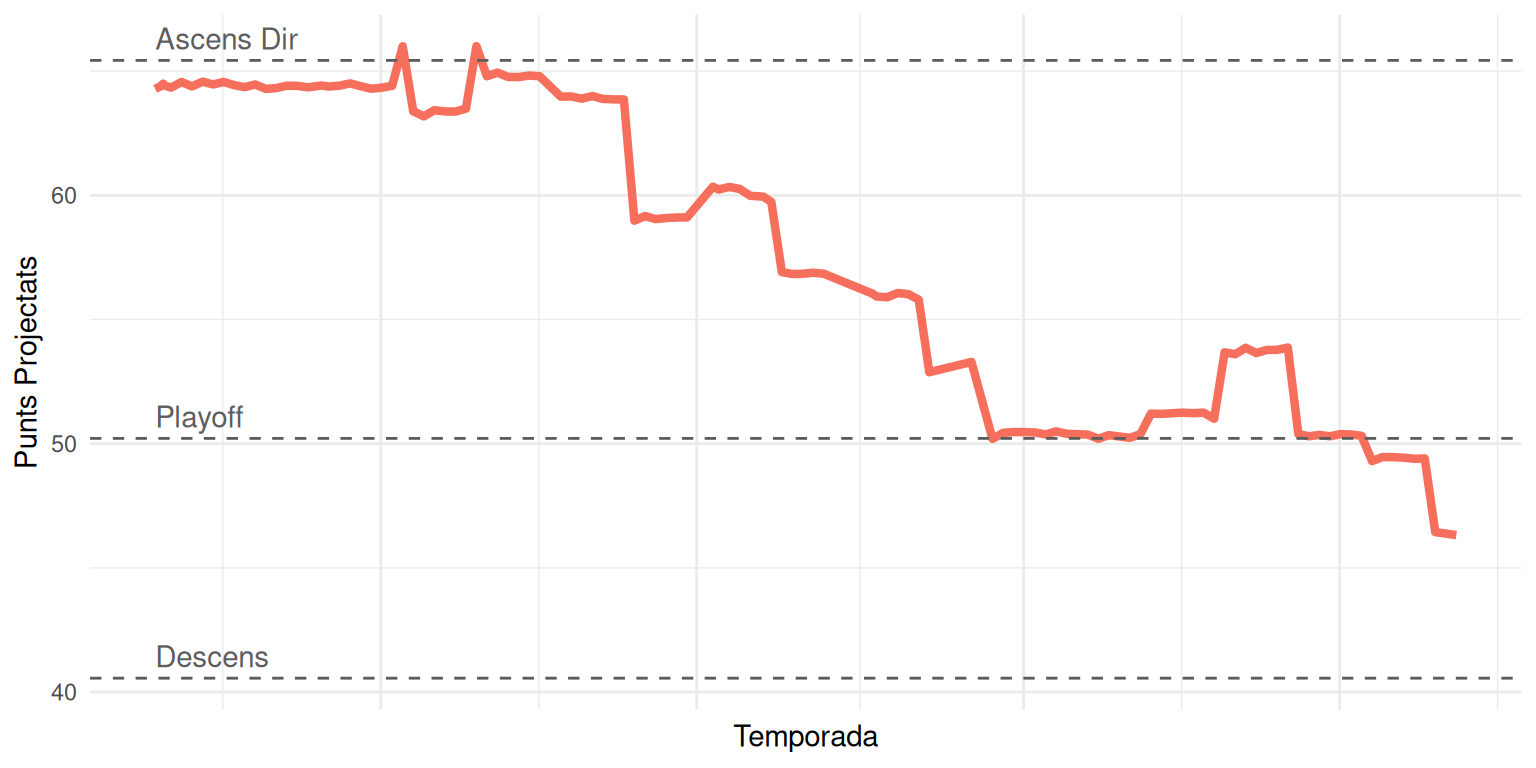 Ascens Dir
60
Punts Projectats
Playoff
50
Descens
40
Temporada